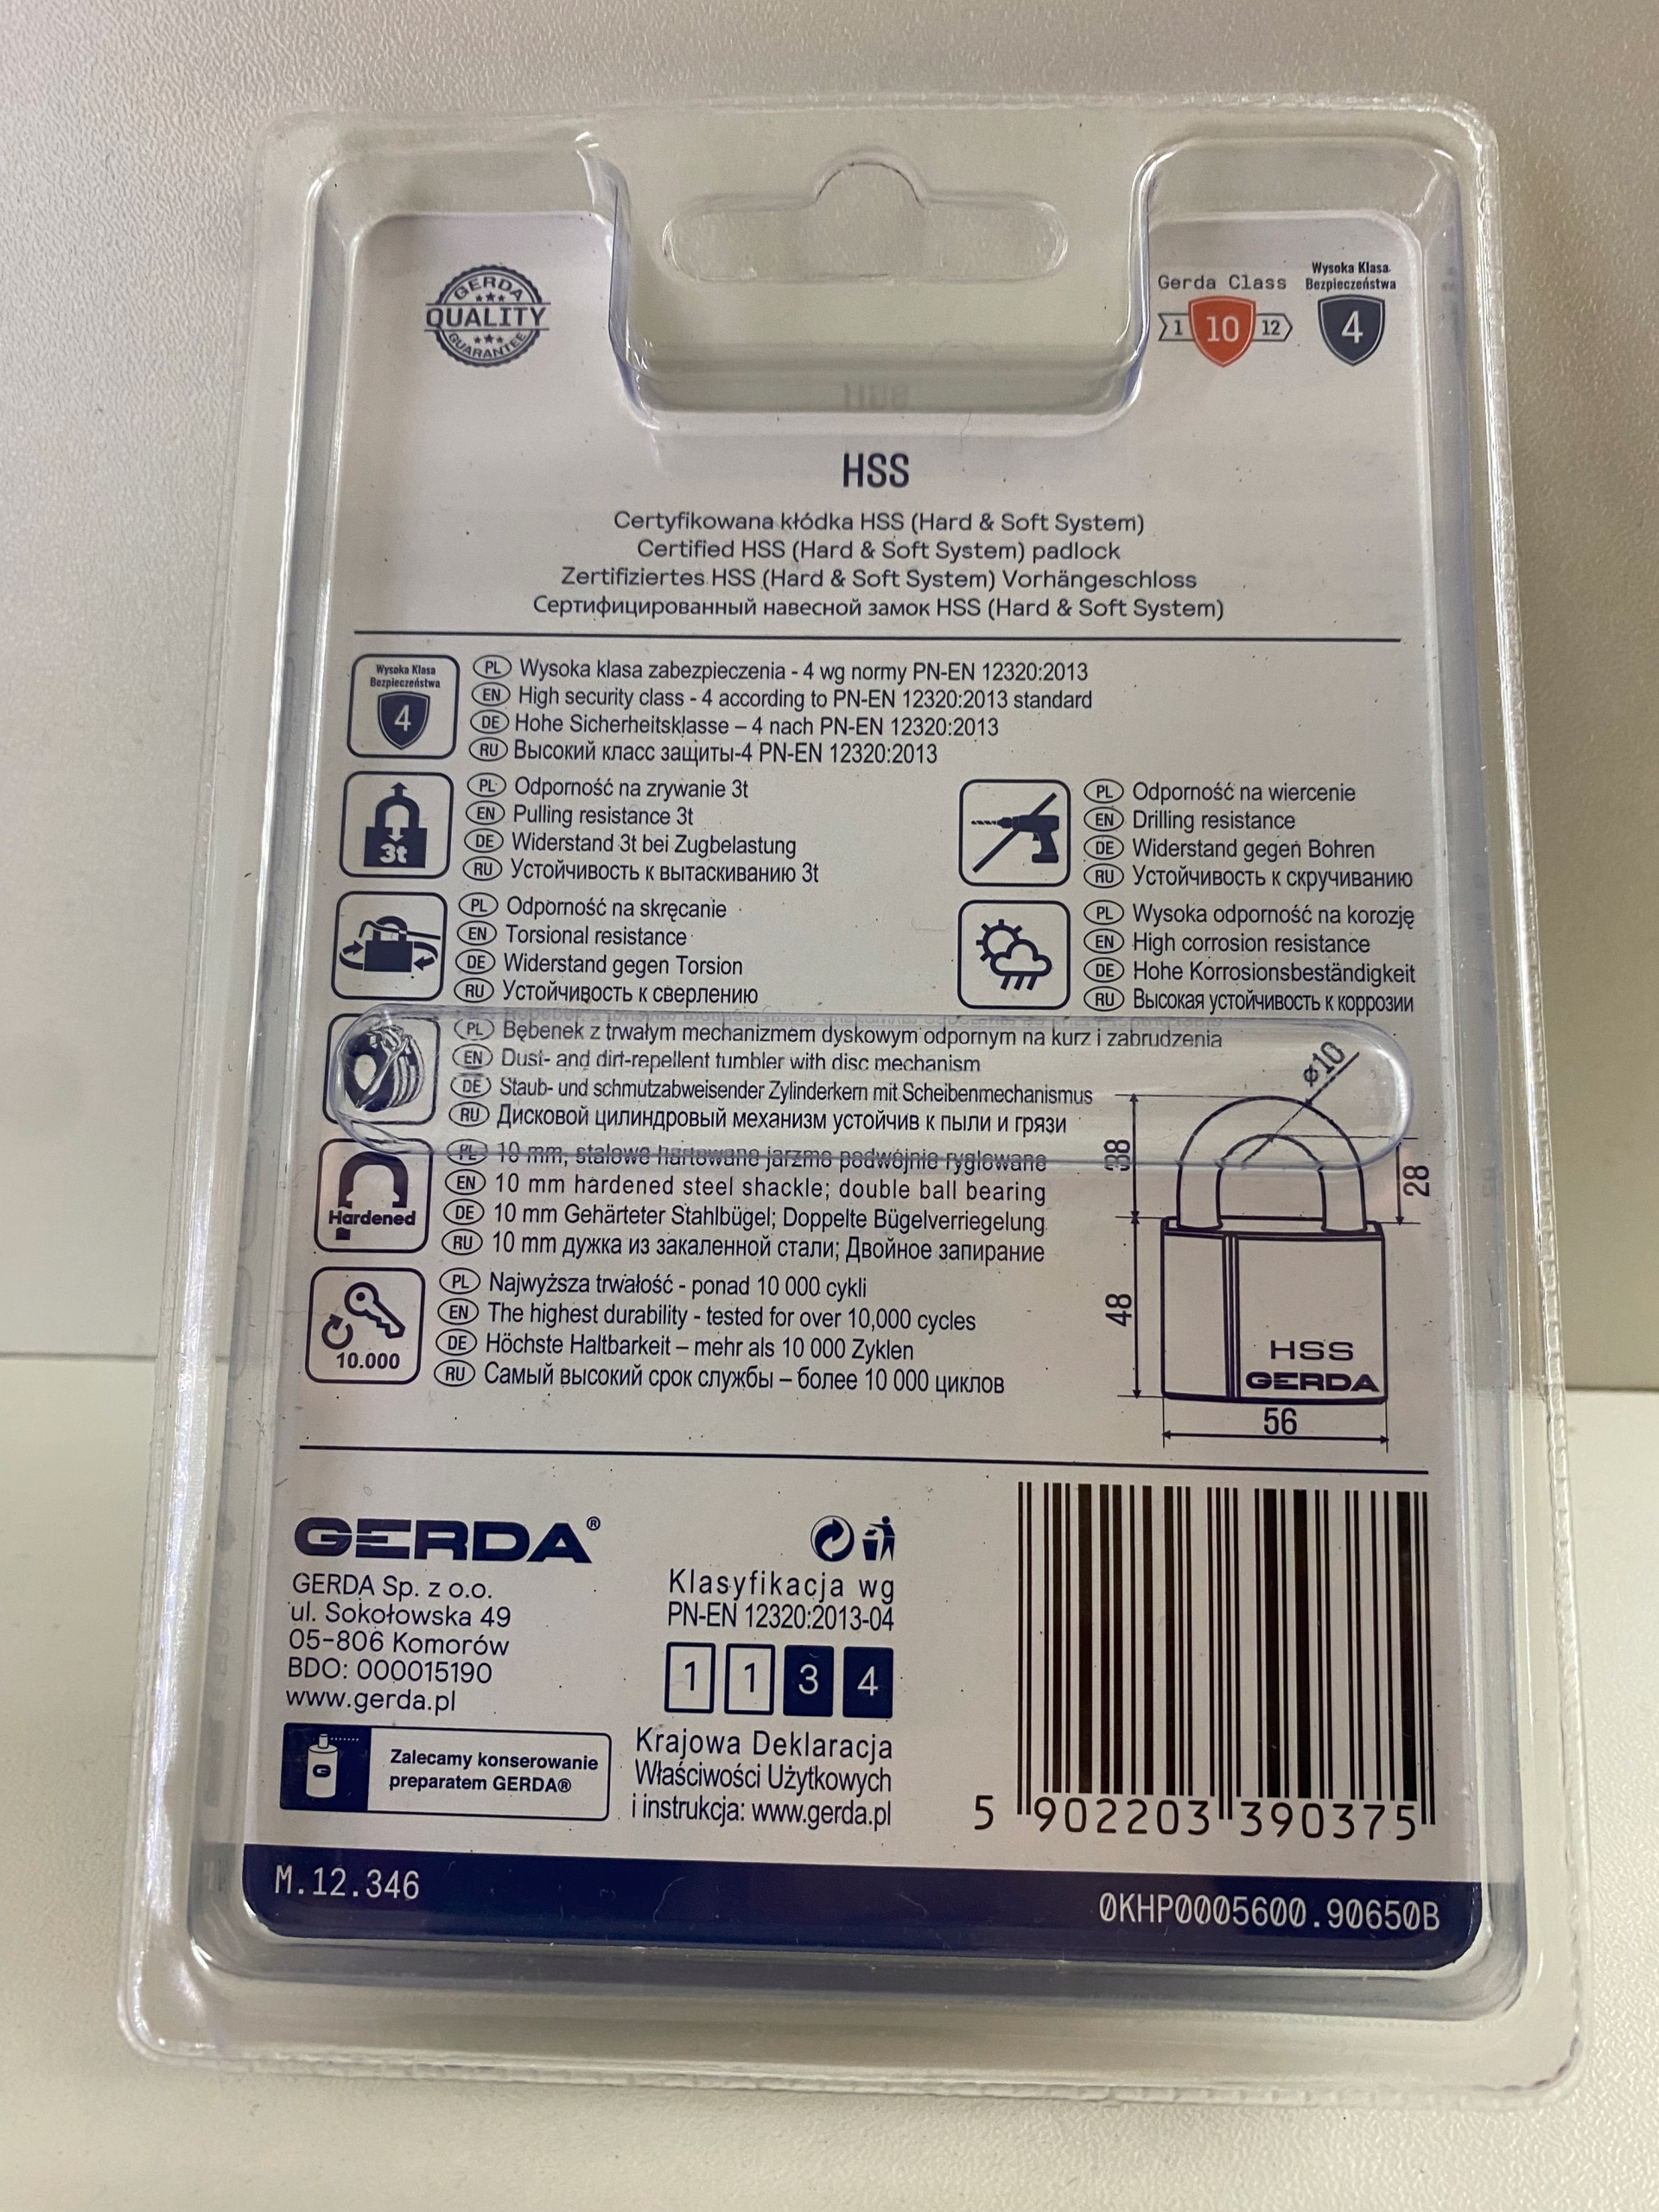 GERDA
QUALITY
GUARANTEE
Gerda Class
1 10 12
Wysoka Klasa
Bezpieczeństwa
4
HSS
Certyfikowana kłódka HSS (Hard & Soft System)
Certified HSS (Hard & Soft System) padlock
Zertifiziertes HSS (Hard & Soft System) Vorhängeschloss
Сертифицированный навесной замок HSS (Hard & Soft System)
Wysoka Klasa
Bezpieczeństwa
4
PL Wysoka klasa zabezpieczenia - 4 wg normy PN-EN 12320:2013
EN High security class - 4 according to PN-EN 12320:2013 standard
DE Hohe Sicherheitsklasse – 4 nach PN-EN 12320:2013
RU Высокий класс защиты-4 PN-EN 12320:2013
3t
PL Odporność na zrywanie 3t
EN Pulling resistance 3t
DE Widerstand 3t bei Zugbelastung
RU Устойчивость к вытаскиванию 3t
PL Odporność na wiercenie
EN Drilling resistance
DE Widerstand gegen Bohren
RU Устойчивость к скручиванию
PL Odporność na skręcanie
EN Torsional resistance
DE Widerstand gegen Torsion
RU Устойчивость к сверлению
PL Wysoka odporność na korozję
EN High corrosion resistance
DE Hohe Korrosionsbeständigkeit
RU Высокая устойчивость к коррозии
PL Bębenek z trwałym mechanizmem dyskowym odpornym na kurz i zabrudzenia
EN Dust- and dirt-repellent tumbler with disc mechanism
DE Staub- und schmutzabweisender Zylinderkern mit Scheibenmechanismus
RU Дисковой цилиндровый механизм устойчив к пыли и грязи
Hardened
PL 10 mm, stalowe hartowane jarzmo podwójnie ryglowane
EN 10 mm hardened steel shackle; double ball bearing
DE 10 mm Gehärteter Stahlbügel; Doppelte Bügelverriegelung
RU 10 mm дужка из закаленной стали; Двойное запирание
10.000
PL Najwyższa trwałość - ponad 10 000 cykli
EN The highest durability - tested for over 10,000 cycles
DE Höchste Haltbarkeit – mehr als 10 000 Zyklen
RU Самый высокий срок службы – более 10 000 циклов
ø10
38
28
48
HSS
GERDA
56
GERDA®
GERDA Sp. z o.o.
ul. Sokołowska 49
05-806 Komorów
BDO: 000015190
www.gerda.pl
G
Zalecamy konserowanie
preparatem GERDA®
Klasyfikacja wg
PN-EN 12320:2013-04
1 1 3 4
Krajowa Deklaracja
Właściwości Użytkowych
i instrukcja: www.gerda.pl
5 902203 390375
M.12.346
0KHP0005600.90650B